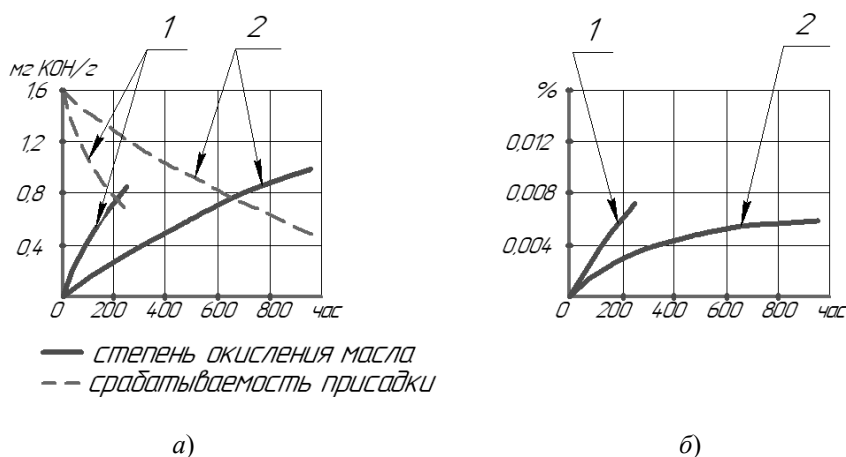 1 2
мг КОН/г
1,6
1,2
0,8
0,4
0 200 400 600 800 час
1 2
%
0,012
0,008
0,004
0 200 400 600 800 час
степень окисления масла
срабатываемость присадки
а) б)